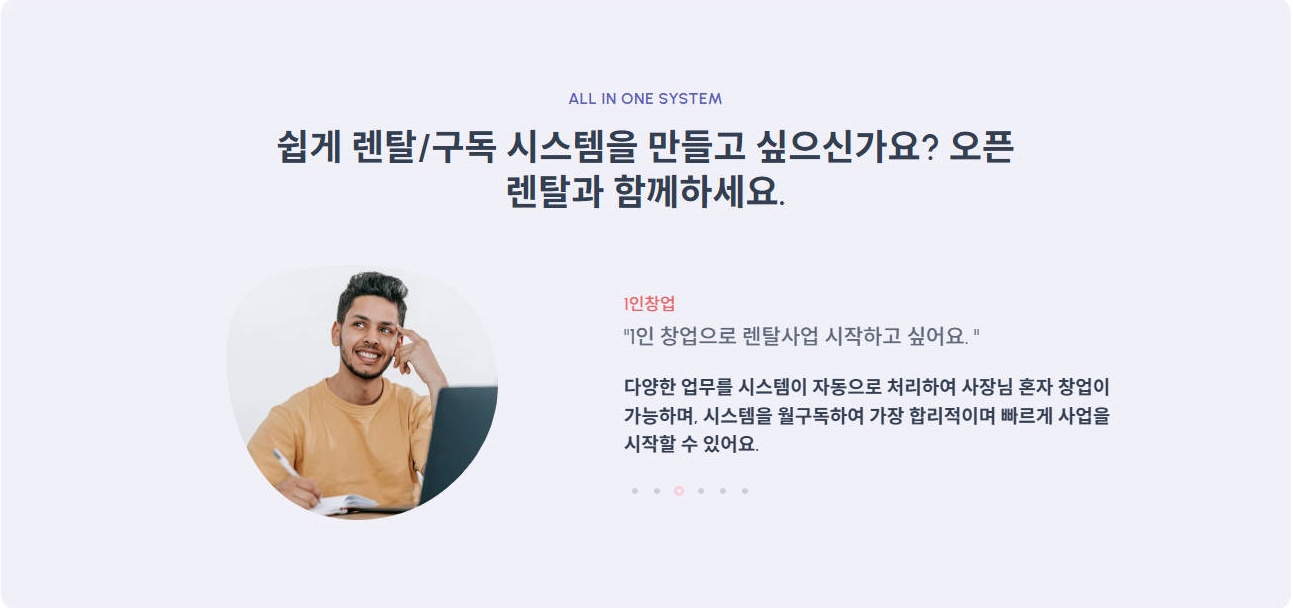 ALL IN ONE SYSTEM
쉽게 렌탈/구독 시스템을 만들고 싶으신가요? 오픈
렌탈과 함께하세요.
1인창업
"1인 창업으로 렌탈사업 시작하고 싶어요. "
다양한 업무를 시스템이 자동으로 처리하여 사장님 혼자 창업이
가능하며, 시스템을 월구독하여 가장 합리적이며 빠르게 사업을
시작할 수 있어요.